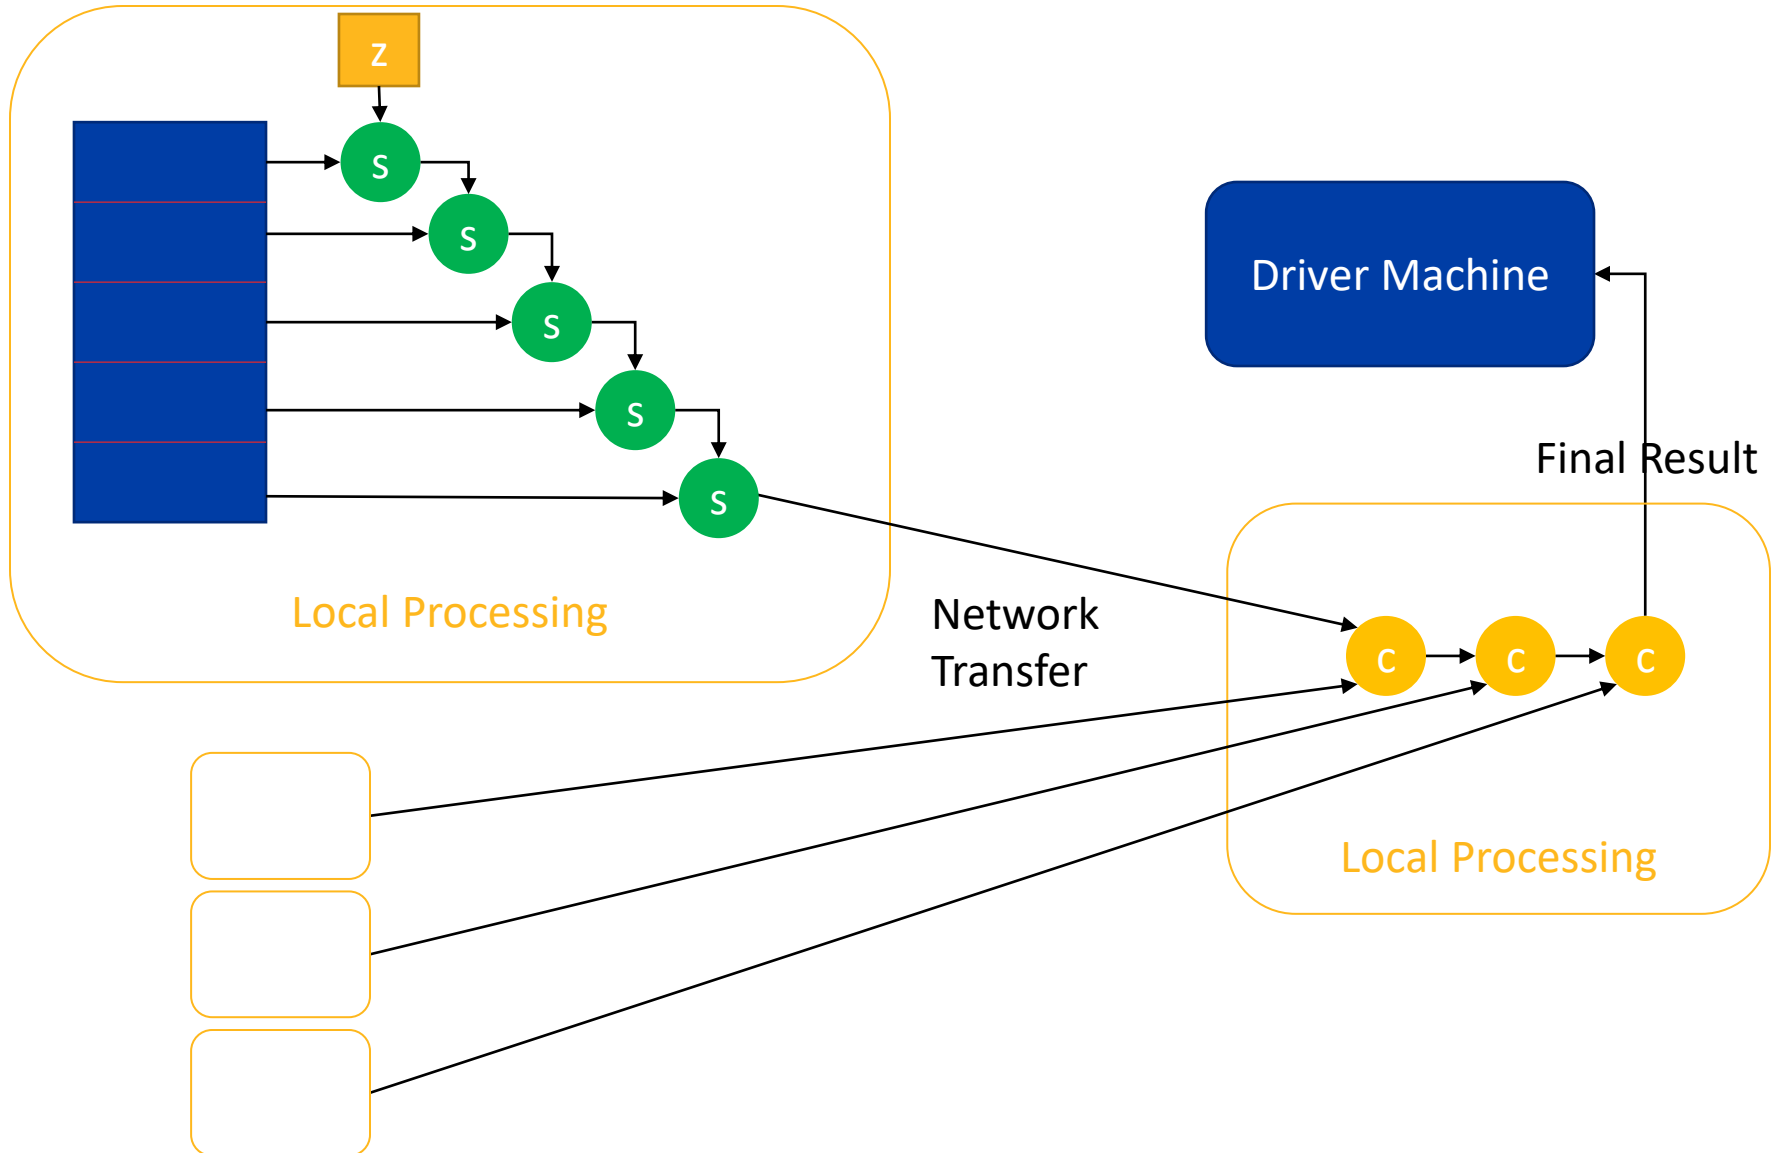 z
s
s
s
s
s
Local Processing
Driver Machine
Final Result
Network
Transfer
c c c
Local Processing